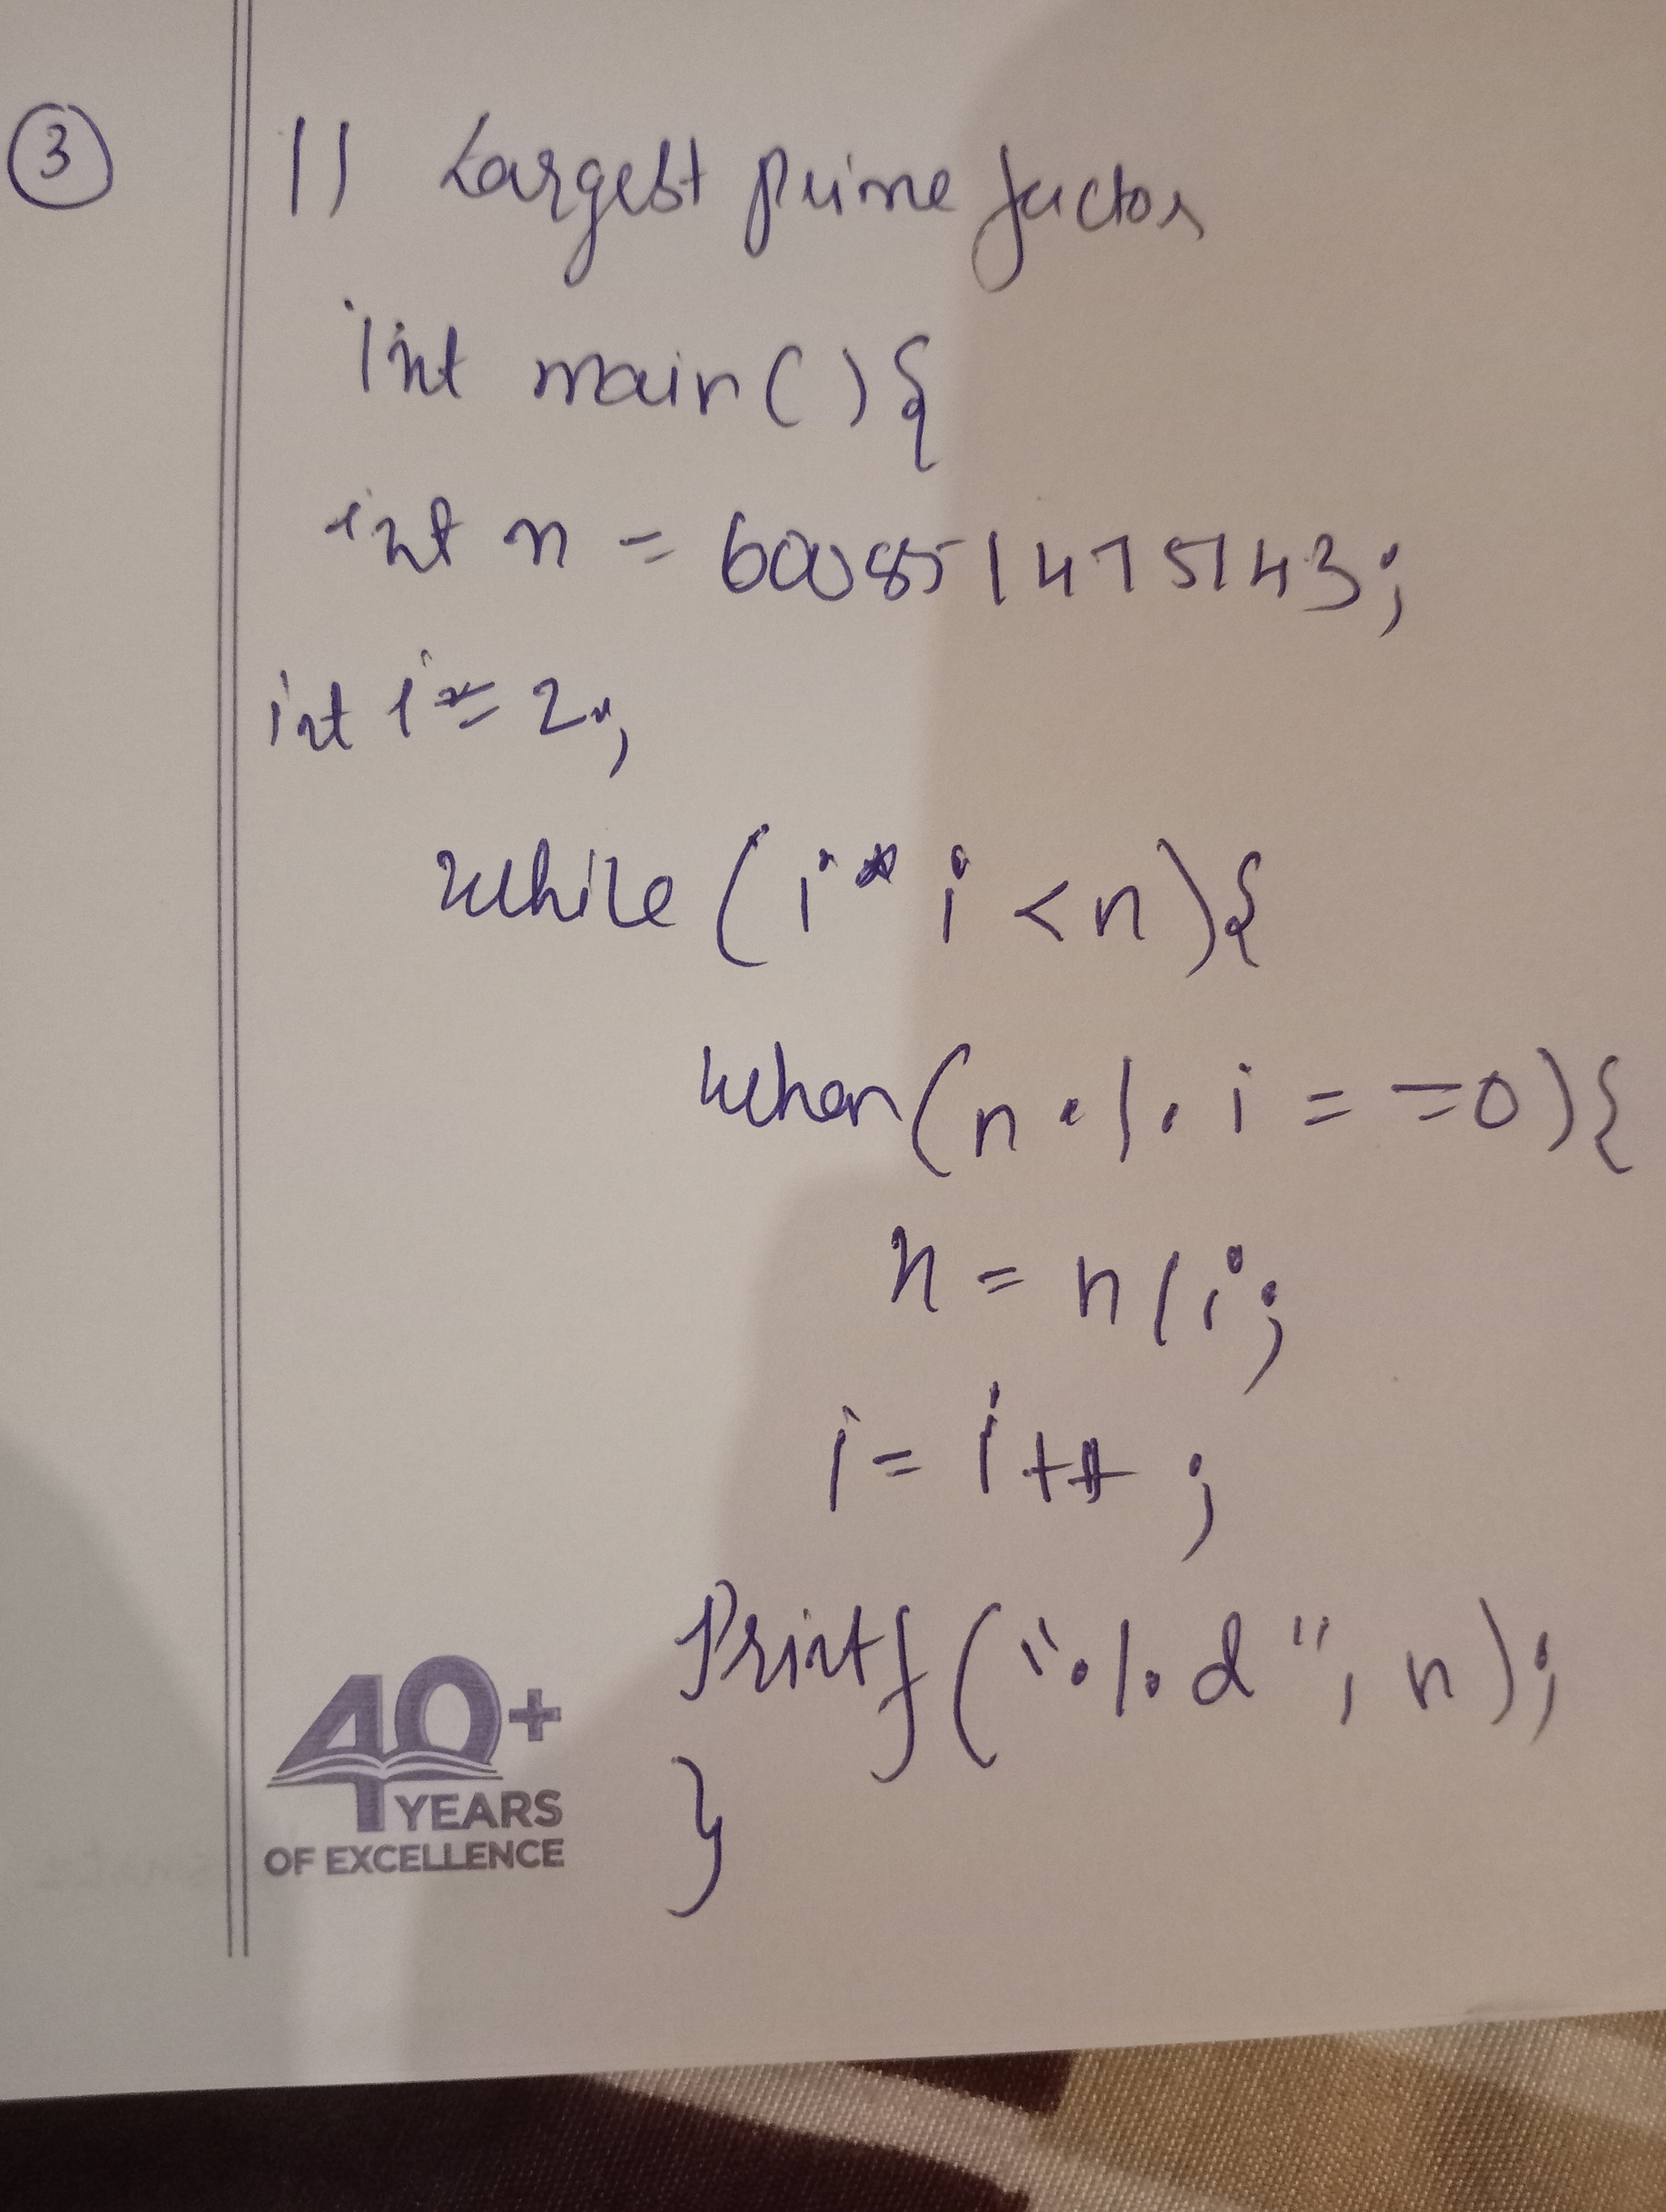 3
// Largest prime factor
int main() {
int n = 600851475143;
int i = 2;
while (i * i < n) {
when (n % i = = 0) {
n = n / i;
i = i ++ ;
Printf ("%d", n);
}
40+
YEARS
OF EXCELLENCE